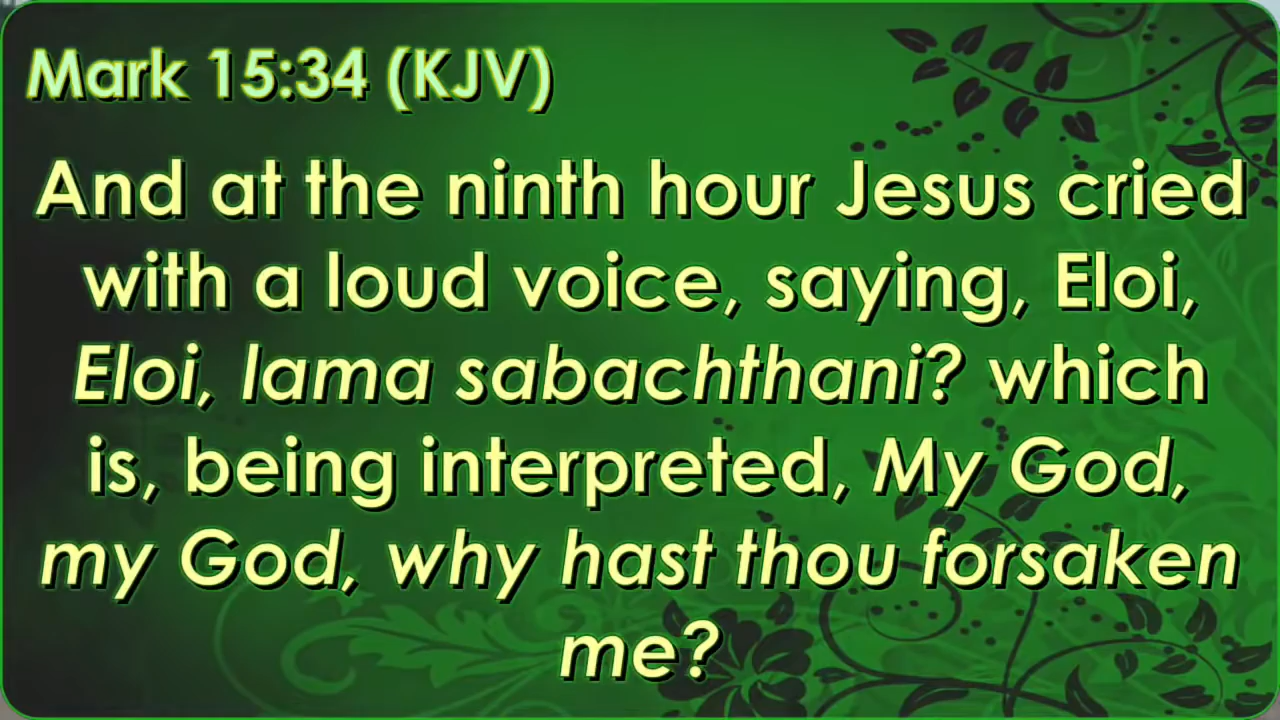 Mark 15:34 (KJV)
And at the ninth hour Jesus cried
with a loud voice, saying, Eloi,
Eloi, lama sabachthani? which
is, being interpreted, My God,
my God, why hast thou forsaken
me?